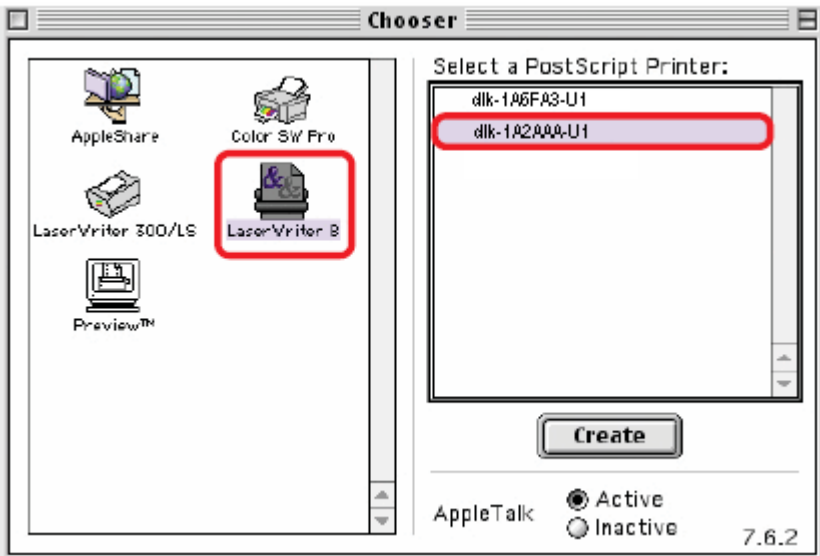 Chooser
AppleShare
Color SW Pro
LaserWriter 300/LS
LaserWriter 8
Preview™
Select a PostScript Printer:
dlk-1A6FA3-U1
dlk-1A2AAA-U1
Create
AppleTalk
Active
Inactive
7.6.2